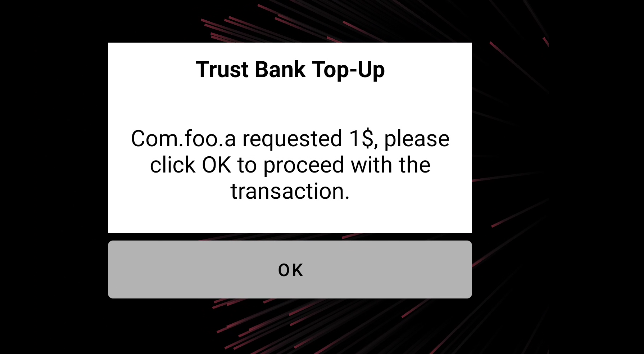 Trust Bank Top-Up
Com.foo.a requested 1$, please
click OK to proceed with the
transaction.
OK